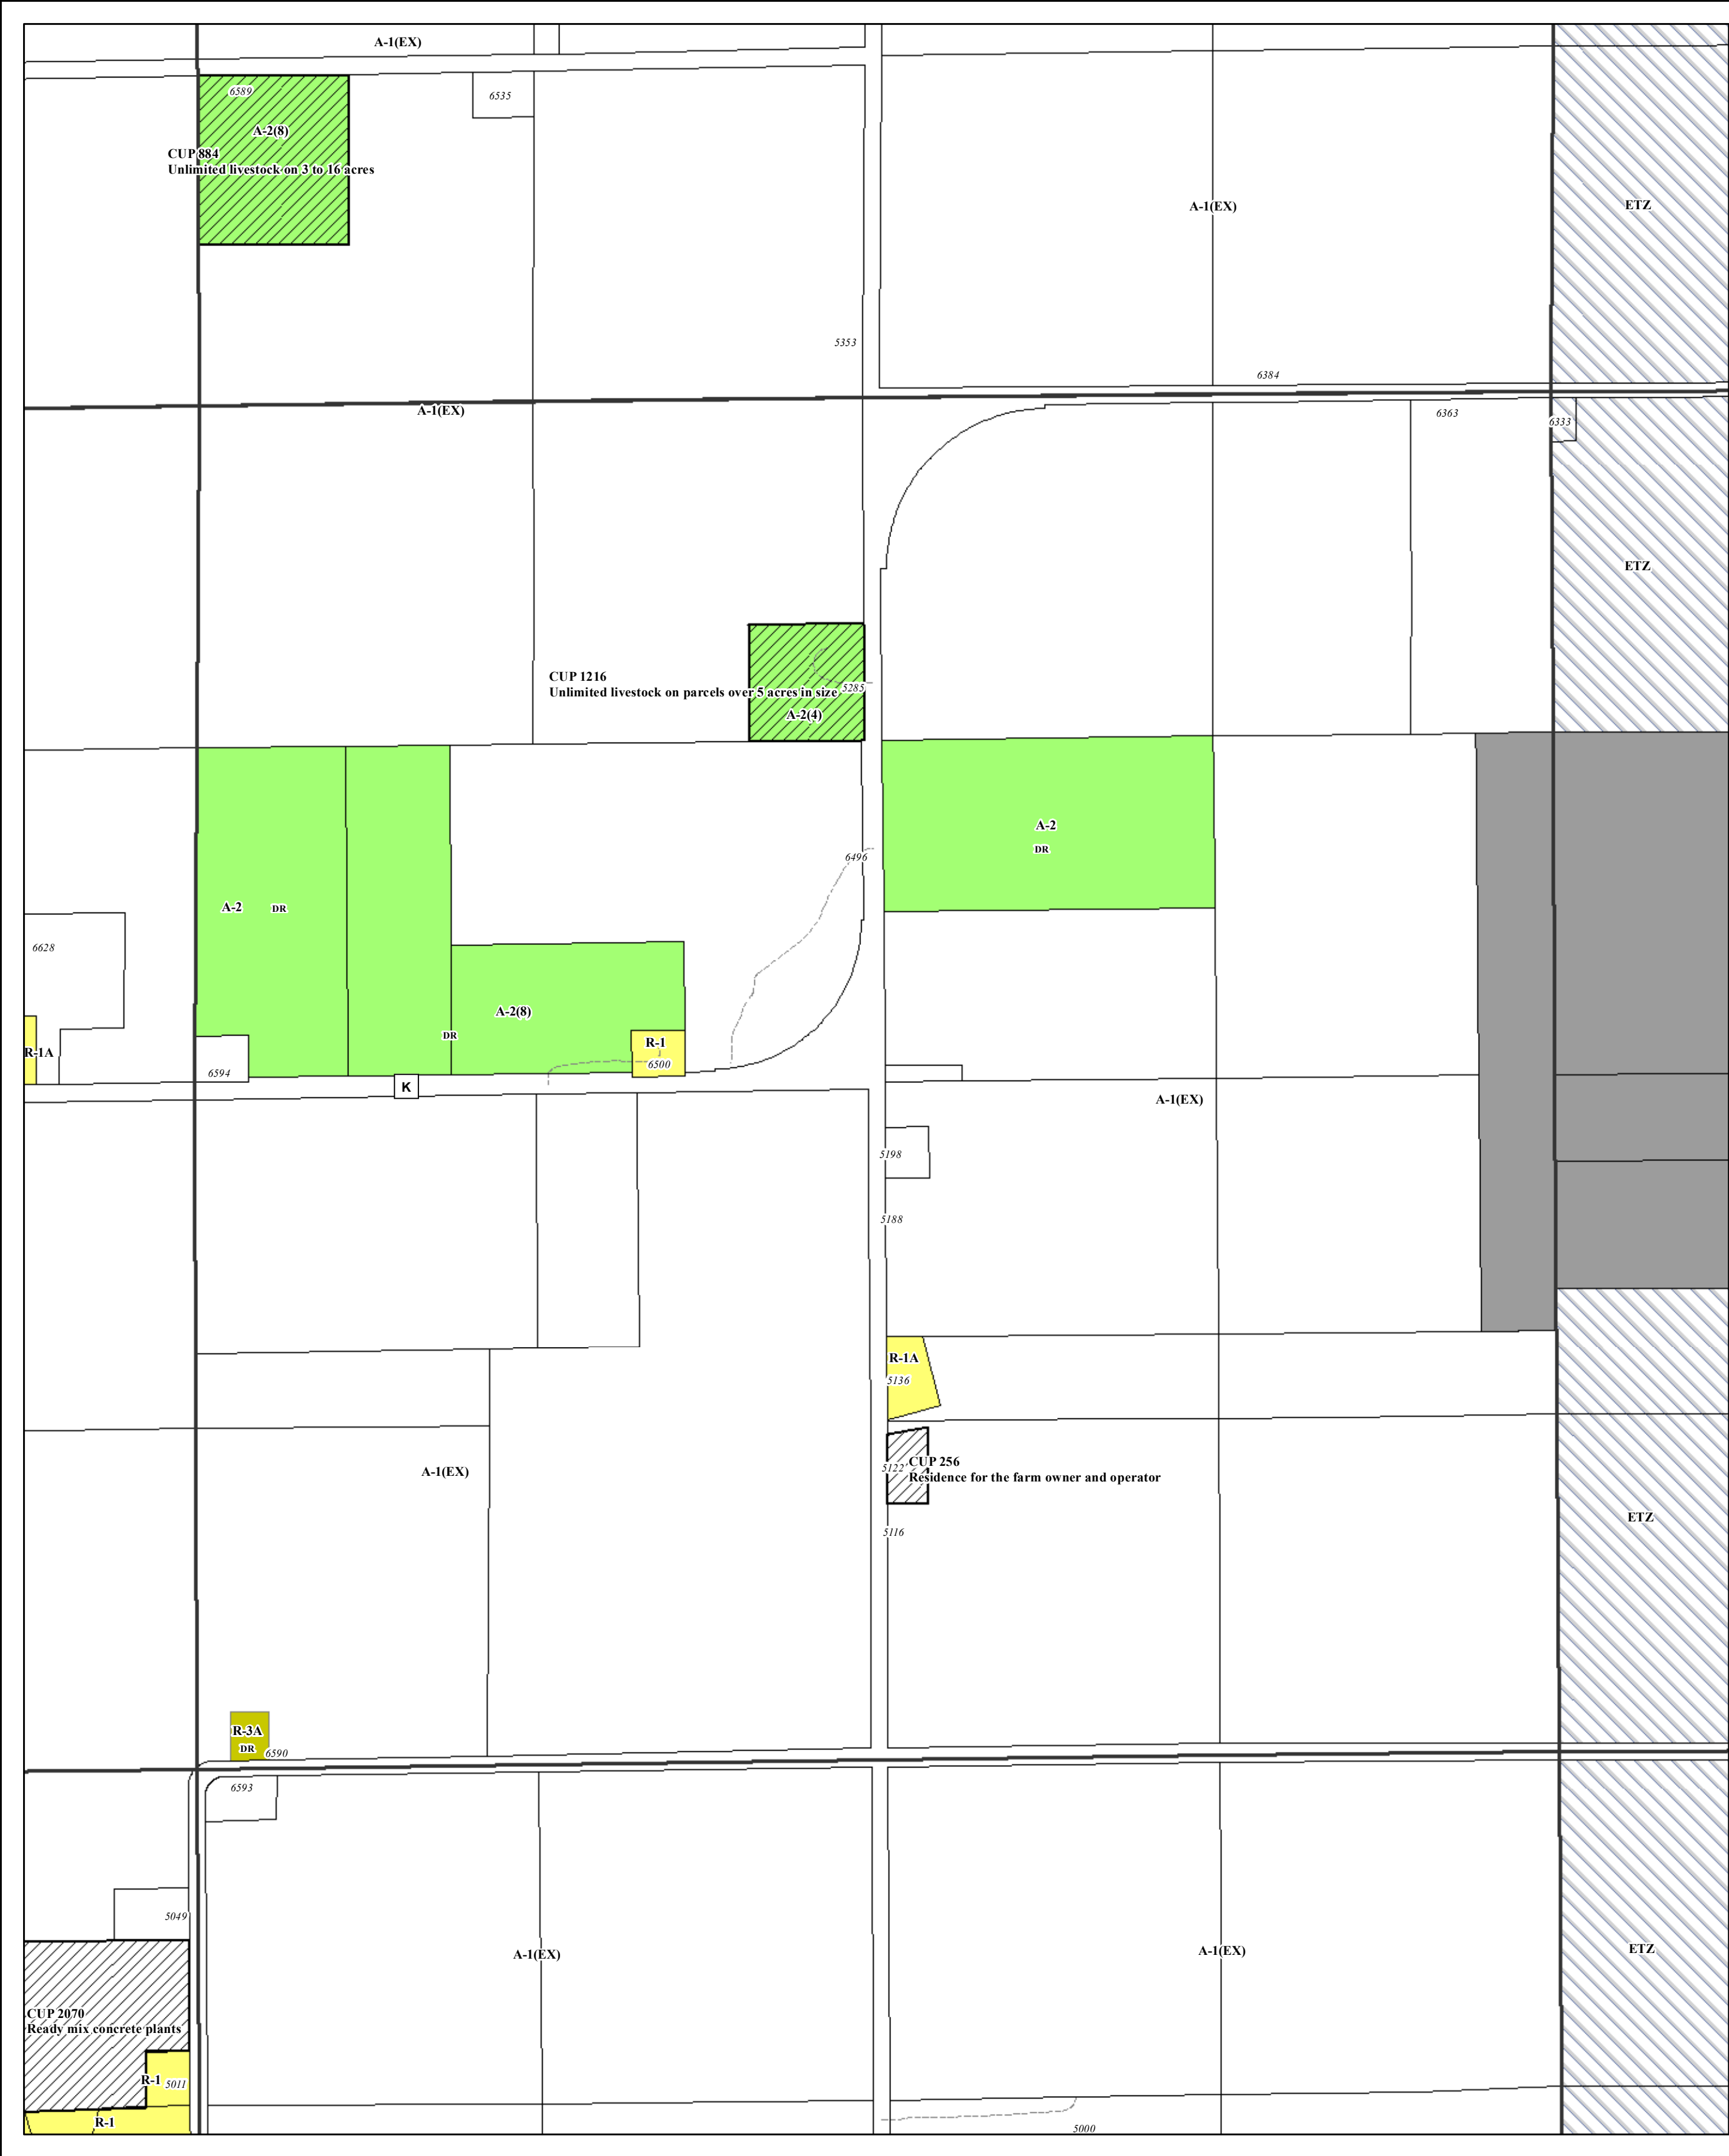 A-1(EX)
6589
6535
A-2(8)
CUP 884
Unlimited livestock on 3 to 16 acres
A-1(EX)
ETZ
5353
6384
A-1(EX)
6363
6333
ETZ
CUP 1216
Unlimited livestock on parcels over 5 acres in size
5285
A-2(4)
A-2
DR
6496
A-2
DR
6628
A-2(8)
DR
R-1
R-1A
6500
6594
K
A-1(EX)
5198
5188
R-1A
5136
CUP 256
5122
Residence for the farm owner and operator
A-1(EX)
ETZ
5116
R-3A
DR
6590
6593
5049
A-1(EX)
A-1(EX)
ETZ
CUP 2070
Ready mix concrete plants
R-1
5011
R-1
5000